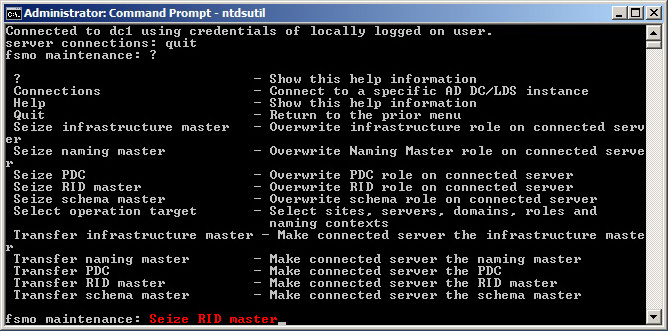 Administrator: Command Prompt - ntdsutil
Connected to dc1 using credentials of locally logged on user.
server connections: quit
fsmo maintenance: ?
? - Show this help information
Connections - Connect to a specific AD DC/LDS instance
Help - Show this help information
Quit - Return to the prior menu
Seize infrastructure master - Overwrite infrastructure role on connected serv
er
Seize naming master - Overwrite Naming Master role on connected serve
r
Seize PDC - Overwrite PDC role on connected server
Seize RID master - Overwrite RID role on connected server
Seize schema master - Overwrite schema role on connected server
Select operation target - Select sites, servers, domains, roles and
naming contexts
Transfer infrastructure master - Make connected server the infrastructure maste
r
Transfer naming master - Make connected server the naming master
Transfer PDC - Make connected server the PDC
Transfer RID master - Make connected server the RID master
Transfer schema master - Make connected server the schema master
fsmo maintenance: Seize RID master_